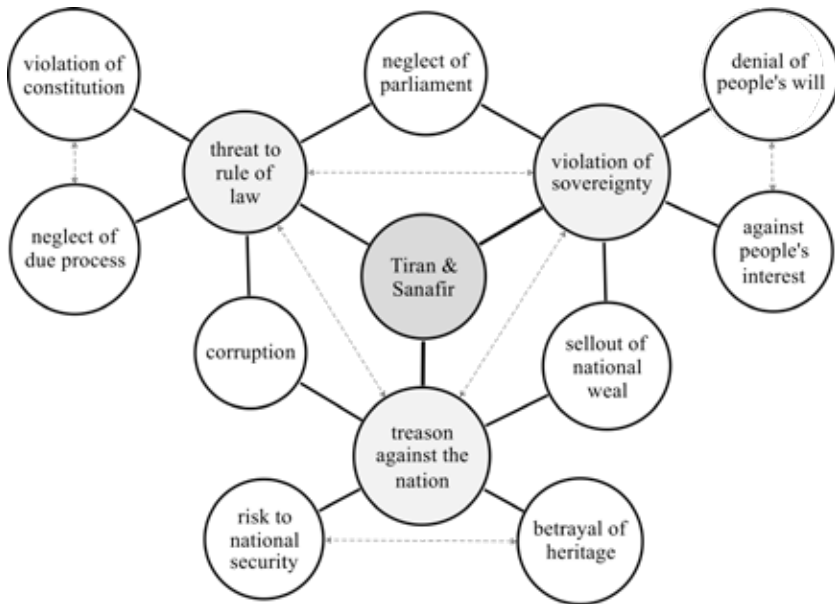 violation of
constitution
neglect of
parliament
denial of
people's will
threat to
rule of
law
violation of
sovereignty
neglect of
due process
Tiran &
Sanafir
against
people's
interest
corruption
sellout of
national
weal
treason
against the
nation
risk to
national
security
betrayal of
heritage